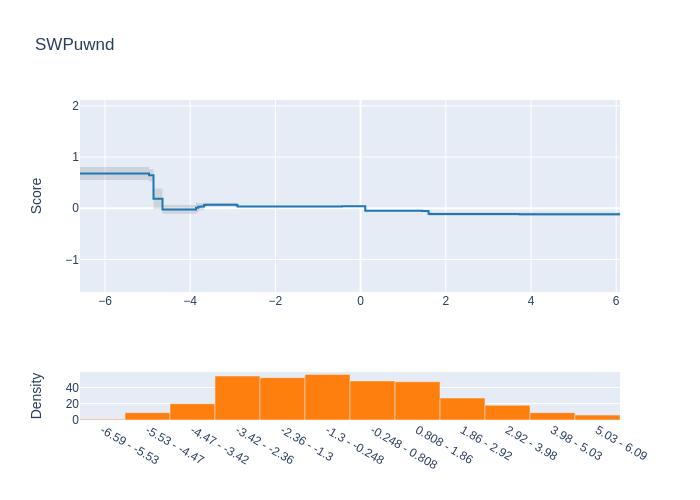 SWPuwnd
Score
2
1
0
−1
−6
−4
−2
0
2
4
6
Density
40
20
0
-6.59 - -5.53
-5.53 - -4.47
-4.47 - -3.42
-3.42 - -2.36
-2.36 - -1.3
-1.3 - -0.248
-0.248 - 0.808
0.808 - 1.86
1.86 - 2.92
2.92 - 3.98
3.98 - 5.03
5.03 - 6.09